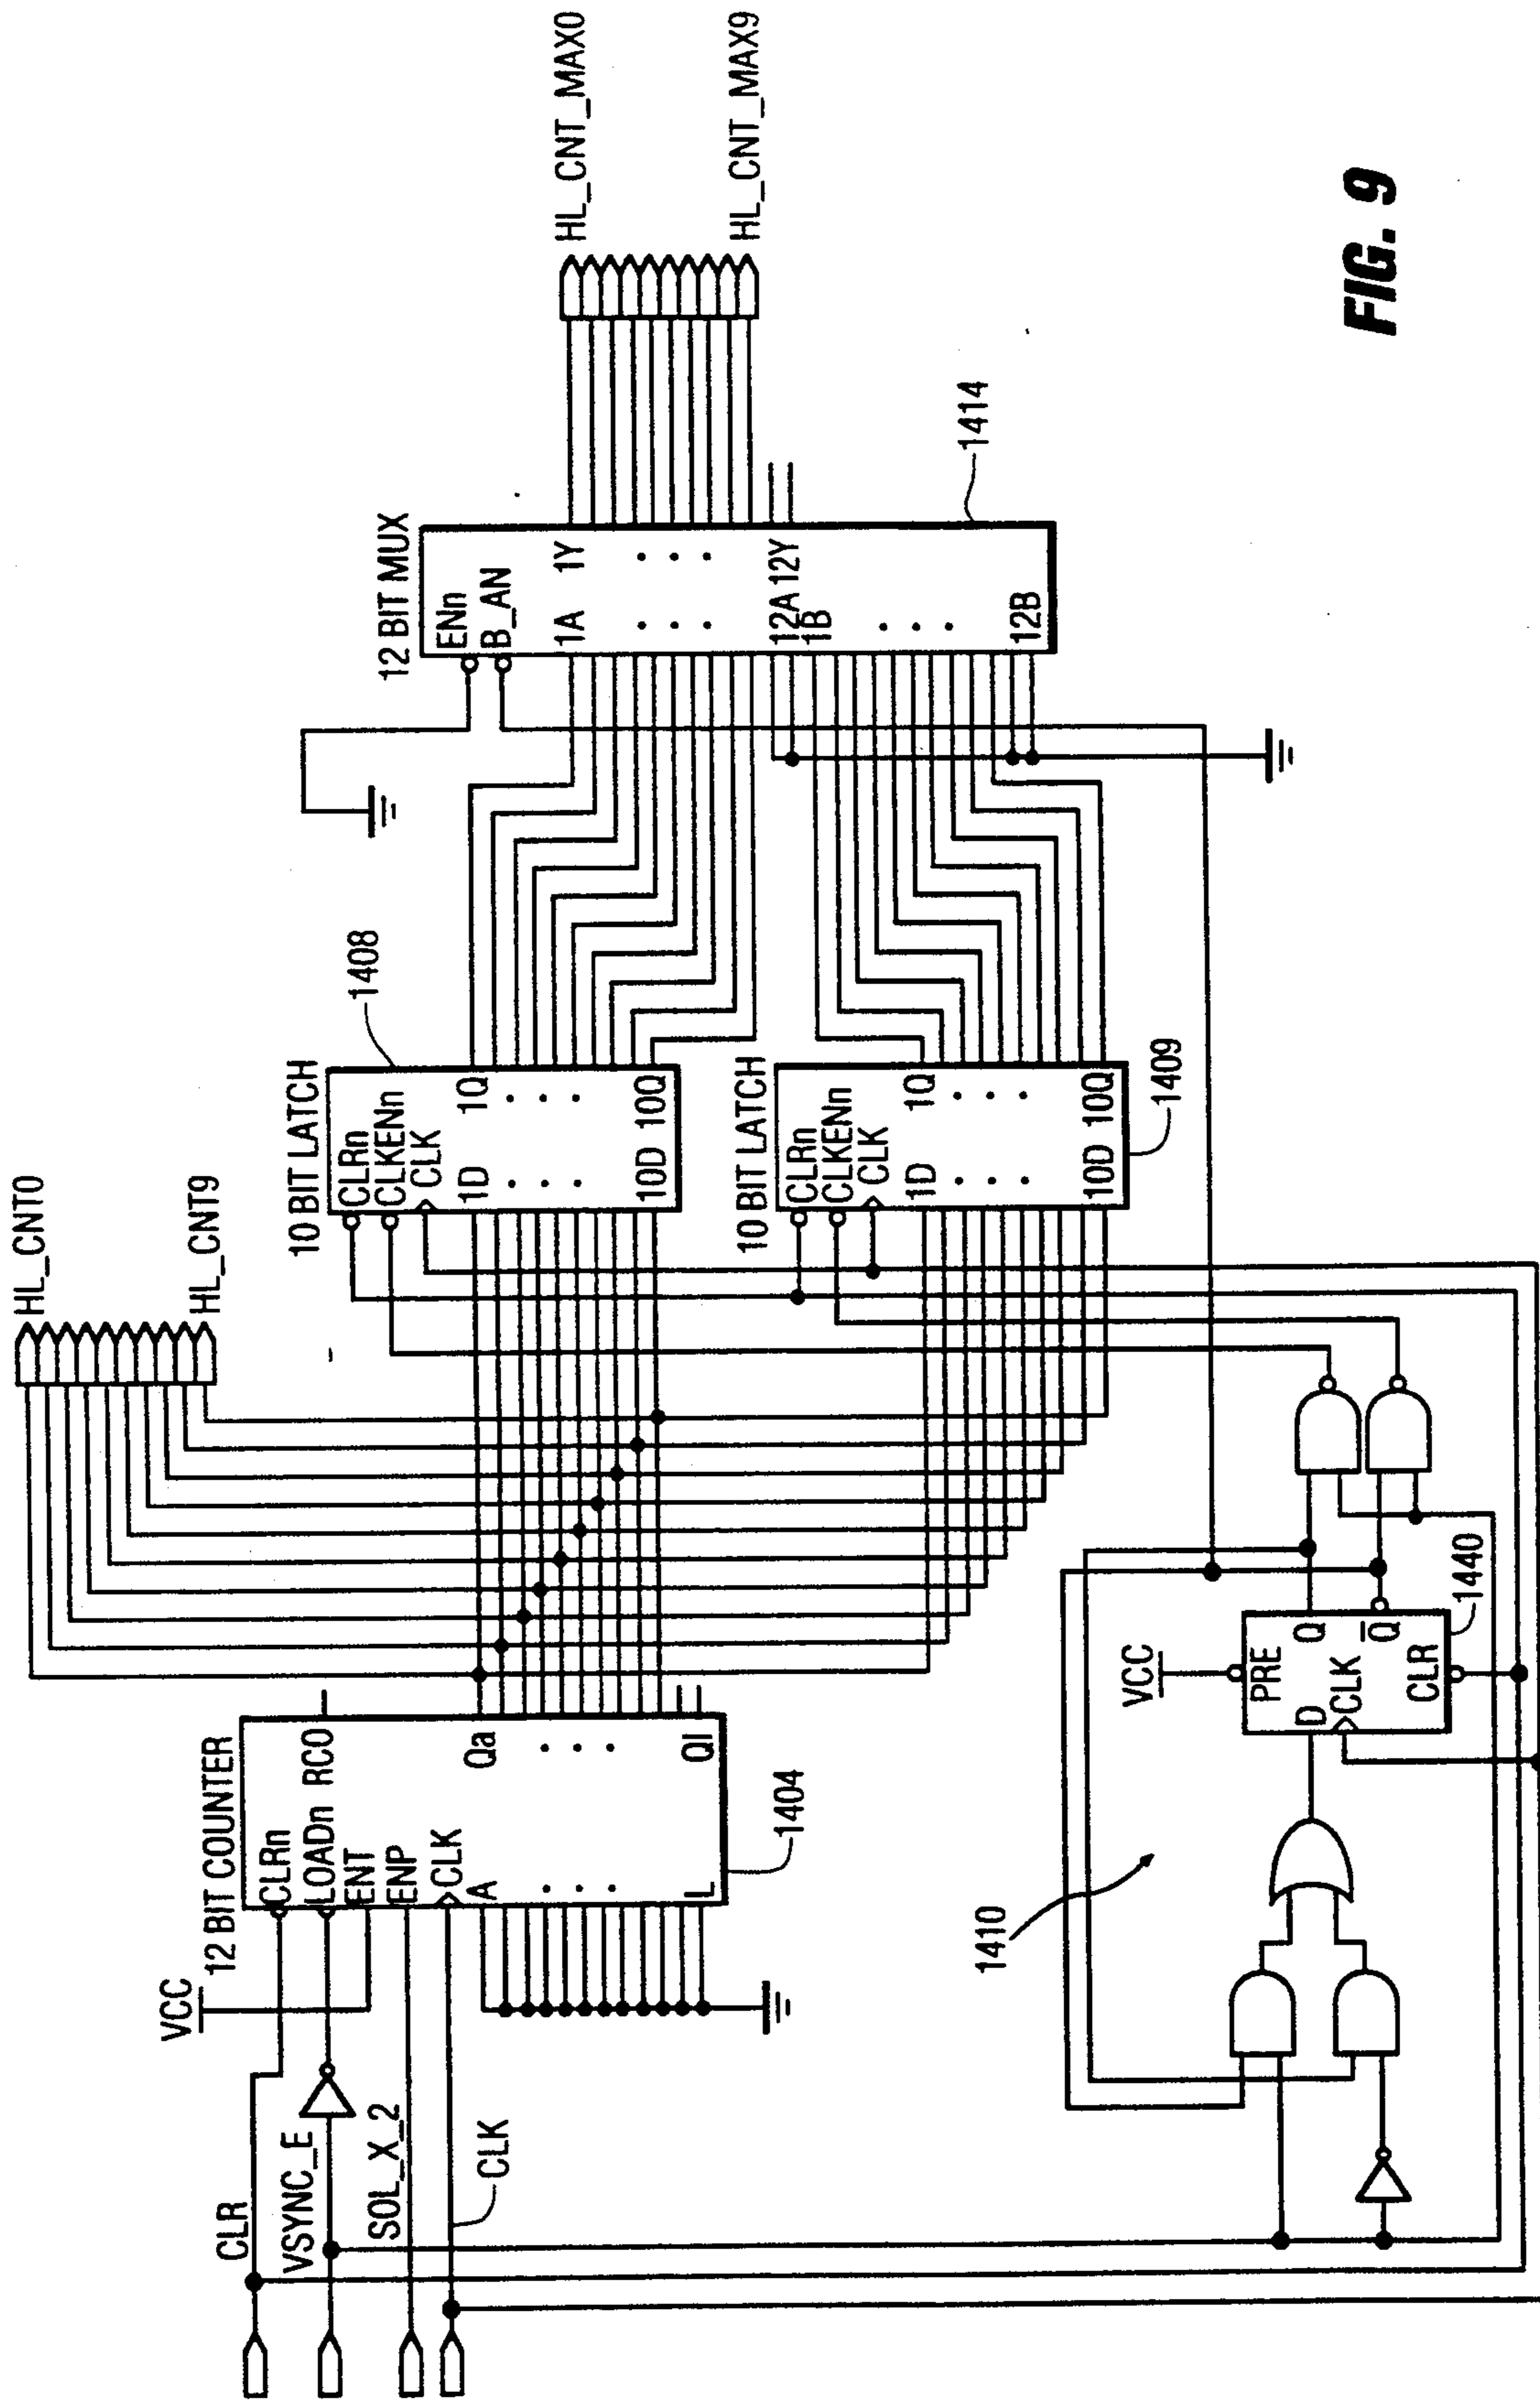 CLR
VSYNC_E
SOL_X_2
CLK
VCC
12 BIT COUNTER
CLRn
LOADn RCO
ENT
ENP
CLK
A
Qa
L
Ql
1404
HL_CNT0
HL_CNT9
10 BIT LATCH
CLRn
CLKENn
CLK
1D 1Q
10D 10Q
1408
10 BIT LATCH
CLRn
CLKENn
CLK
1D 1Q
10D 10Q
1409
12 BIT MUX
ENn
B_AN
1A 1Y
12A 12Y
1B
12B
1414
HL_CNT_MAX0
HL_CNT_MAX9
1410
VCC
PRE
D Q
CLK
Q
CLR
1440
FIG. 9